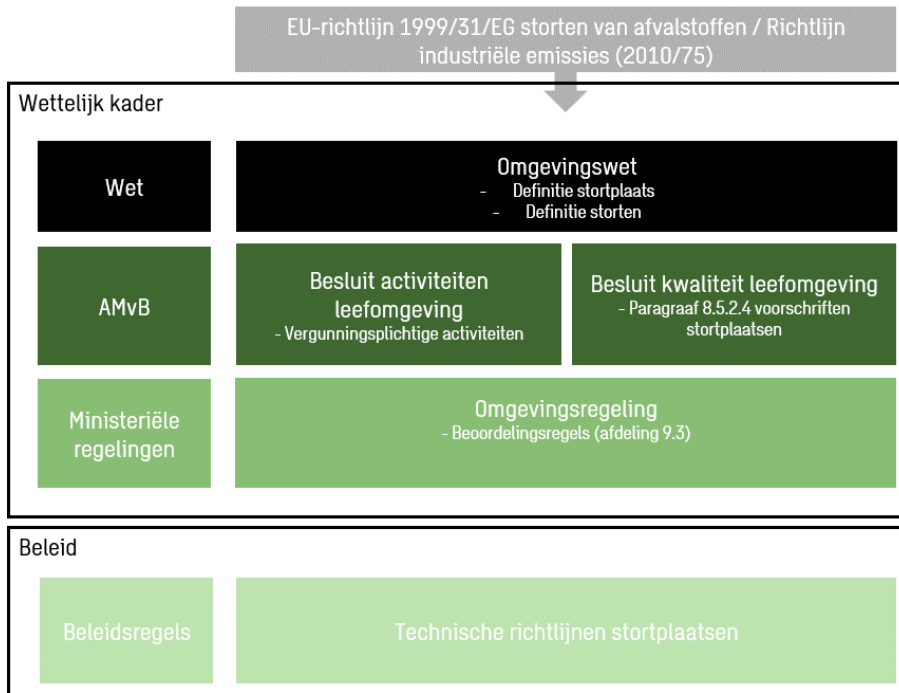 EU-richtlijn 1999/31/EG storten van afvalstoffen / Richtlijn
industriële emissies (2010/75)
Wettelijk kader
Wet
Omgevingswet
- Definitie stortplaats
- Definitie storten
AMvB
Besluit activiteiten
leefomgeving
- Vergunningsplichtige activiteiten
Besluit kwaliteit leefomgeving
- Paragraaf 8.5.2.4 voorschriften
stortplaatsen
Ministeriële
regelingen
Omgevingsregeling
- Beoordelingsregels (afdeling 9.3)
Beleid
Beleidsregels
Technische richtlijnen stortplaatsen